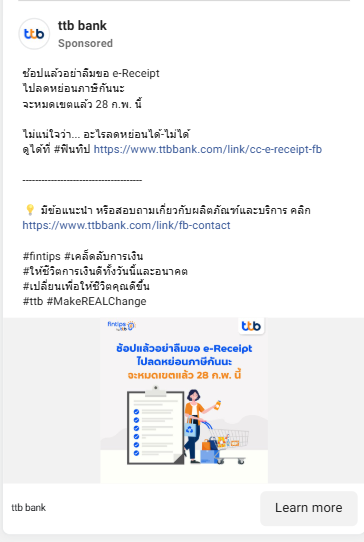 ttb bank
Sponsored
ช้อปแล้วอย่าลืมขอ e-Receipt
ไปลดหย่อนภาษีกันนะ
จะหมดเขตแล้ว 28 ก.พ. นี้
ไม่แน่ใจว่า... อะไรลดหย่อนได้-ไม่ได้
ดูได้ที่ #ฟินทิป https://www.ttbbank.com/link/cc-e-receipt-fb
-------------------------------------
💡 มีข้อแนะนำ หรือสอบถามเกี่ยวกับผลิตภัณฑ์และบริการ คลิก
https://www.ttbbank.com/link/fb-contact
#fintips #เคล็ดลับการเงิน
#ให้ชีวิตการเงินดีทั้งวันนี้และอนาคต
#เปลี่ยนเพื่อให้ชีวิตคุณดีขึ้น
#ttb #MakeREALChange
fintips
ttb
ช้อปแล้วอย่าลืมขอ e-Receipt
ไปลดหย่อนภาษีกันนะ
จะหมดเขตแล้ว 28 ก.พ. นี้
ttb bank
Learn more